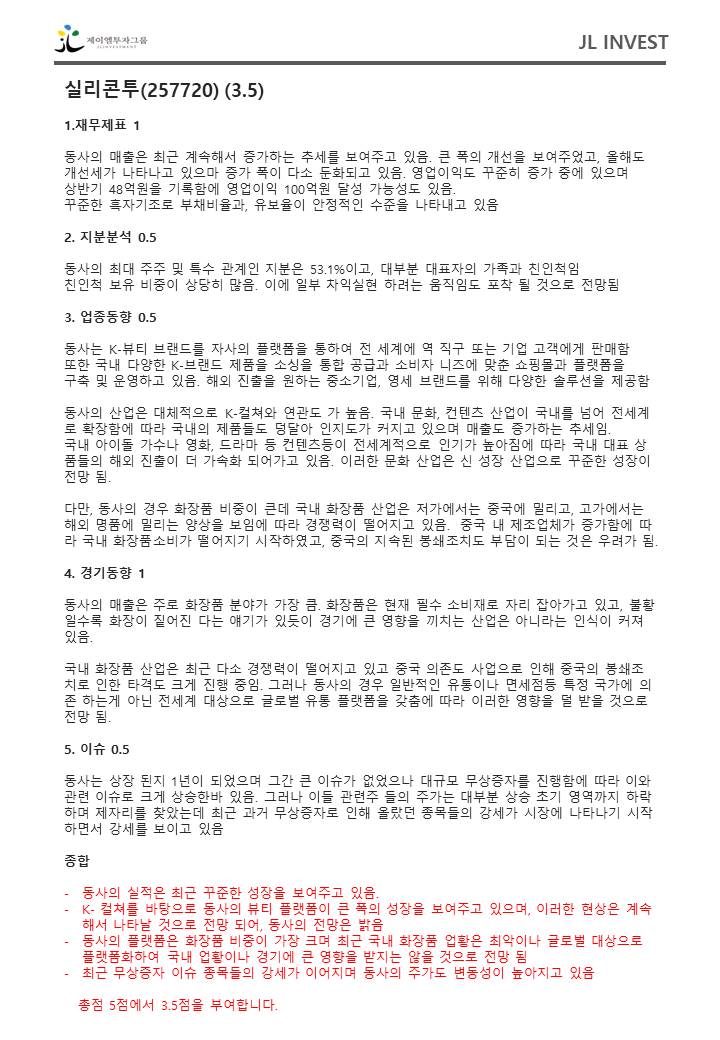 제이엘투자그룹
JL INVESTMENT
JL INVEST
실리콘투(257720) (3.5)
1.재무제표 1
동사의 매출은 최근 계속해서 증가하는 추세를 보여주고 있음. 큰 폭의 개선을 보여주었고, 올해도
개선세가 나타나고 있으마 증가 폭이 다소 둔화되고 있음. 영업이익도 꾸준히 증가 중에 있으며
상반기 48억원을 기록함에 영업이익 100억원 달성 가능성도 있음.
꾸준한 흑자기조로 부채비율과, 유보율이 안정적인 수준을 나타내고 있음
2. 지분분석 0.5
동사의 최대 주주 및 특수 관계인 지분은 53.1%이고, 대부분 대표자의 가족과 친인척임
친인척 보유 비중이 상당히 많음. 이에 일부 차익실현 하려는 움직임도 포착 될 것으로 전망됨
3. 업종동향 0.5
동사는 K-뷰티 브랜드를 자사의 플랫폼을 통하여 전 세계에 역 직구 또는 기업 고객에게 판매함
또한 국내 다양한 K-브랜드 제품을 소싱을 통합 공급과 소비자 니즈에 맞춘 쇼핑몰과 플랫폼을
구축 및 운영하고 있음. 해외 진출을 원하는 중소기업, 영세 브랜드를 위해 다양한 솔루션을 제공함
동사의 산업은 대체적으로 K-컬쳐와 연관도 가 높음. 국내 문화, 컨텐츠 산업이 국내를 넘어 전세계
로 확장함에 따라 국내의 제품들도 덩달아 인지도가 커지고 있으며 매출도 증가하는 추세임.
국내 아이돌 가수나 영화, 드라마 등 컨텐츠등이 전세계적으로 인기가 높아짐에 따라 국내 대표 상
품들의 해외 진출이 더 가속화 되어가고 있음. 이러한 문화 산업은 신 성장 산업으로 꾸준한 성장이
전망 됨.
다만, 동사의 경우 화장품 비중이 큰데 국내 화장품 산업은 저가에서는 중국에 밀리고, 고가에서는
해외 명품에 밀리는 양상을 보임에 따라 경쟁력이 떨어지고 있음. 중국 내 제조업체가 증가함에 따
라 국내 화장품소비가 떨어지기 시작하였고, 중국의 지속된 봉쇄조치도 부담이 되는 것은 우려가 됨.
4. 경기동향 1
동사의 매출은 주로 화장품 분야가 가장 큼. 화장품은 현재 필수 소비재로 자리 잡아가고 있고, 불황
일수록 화장이 짙어진 다는 얘기가 있듯이 경기에 큰 영향을 끼치는 산업은 아니라는 인식이 커져
있음.
국내 화장품 산업은 최근 다소 경쟁력이 떨어지고 있고 중국 의존도 사업으로 인해 중국의 봉쇄조
치로 인한 타격도 크게 진행 중임. 그러나 동사의 경우 일반적인 유통이나 면세점등 특정 국가에 의
존 하는게 아닌 전세계 대상으로 글로벌 유통 플랫폼을 갖춤에 따라 이러한 영향을 덜 받을 것으로
전망 됨.
5. 이슈 0.5
동사는 상장 된지 1년이 되었으며 그간 큰 이슈가 없었으나 대규모 무상증자를 진행함에 따라 이와
관련 이슈로 크게 상승한바 있음. 그러나 이들 관련주 들의 주가는 대부분 상승 초기 영역까지 하락
하며 제자리를 찾았는데 최근 과거 무상증자로 인해 올랐던 종목들의 강세가 시장에 나타나기 시작
하면서 강세를 보이고 있음
종합
- 동사의 실적은 최근 꾸준한 성장을 보여주고 있음.
- K- 컬쳐를 바탕으로 동사의 뷰티 플랫폼이 큰 폭의 성장을 보여주고 있으며, 이러한 현상은 계속
해서 나타날 것으로 전망 되어, 동사의 전망은 밝음
- 동사의 플랫폼은 화장품 비중이 가장 크며 최근 국내 화장품 업황은 최악이나 글로벌 대상으로
플랫폼화하여 국내 업황이나 경기에 큰 영향을 받지는 않을 것으로 전망 됨
- 최근 무상증자 이슈 종목들의 강세가 이어지며 동사의 주가도 변동성이 높아지고 있음
총점 5점에서 3.5점을 부여합니다.